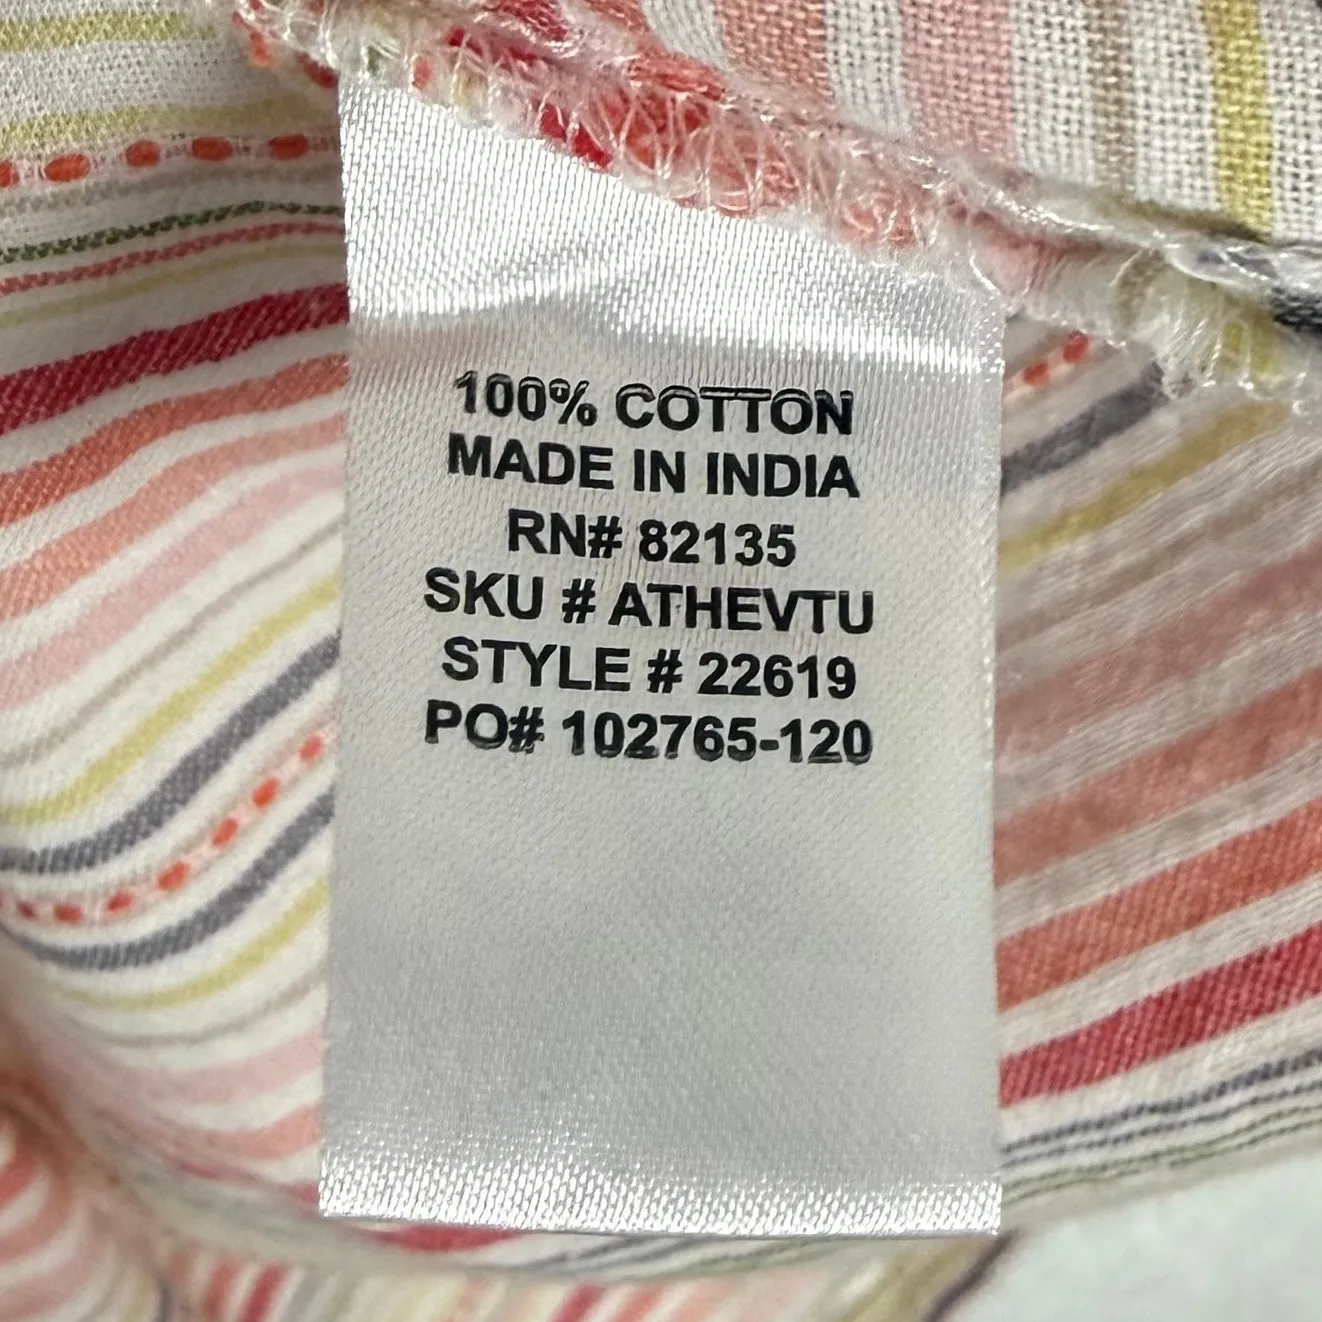 100% COTTON
MADE IN INDIA
RN# 82135
SKU # ATHEVTU
STYLE # 22619
PO# 102765-120